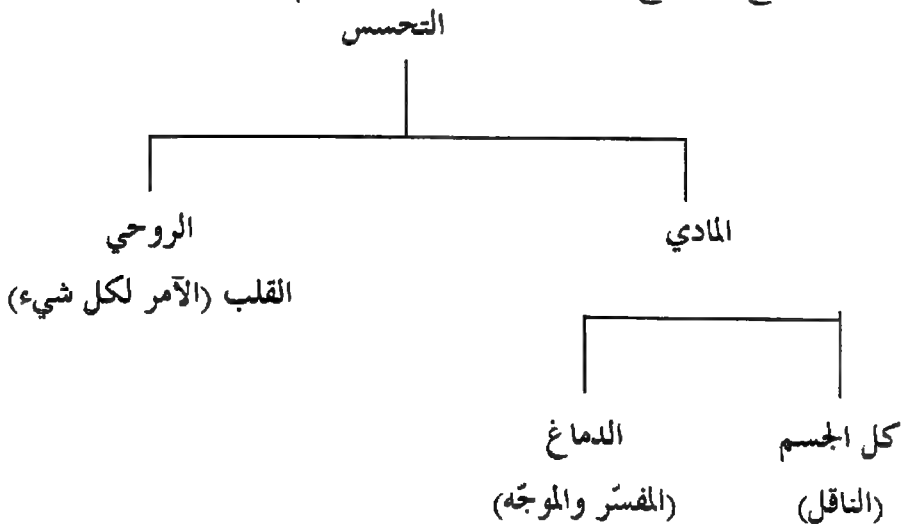 التحسس
المادي
الروحي
القلب (الآمر لكل شيء)
كل الجسم
الدماغ
(الناقل)
(المفسّر والموجّه)